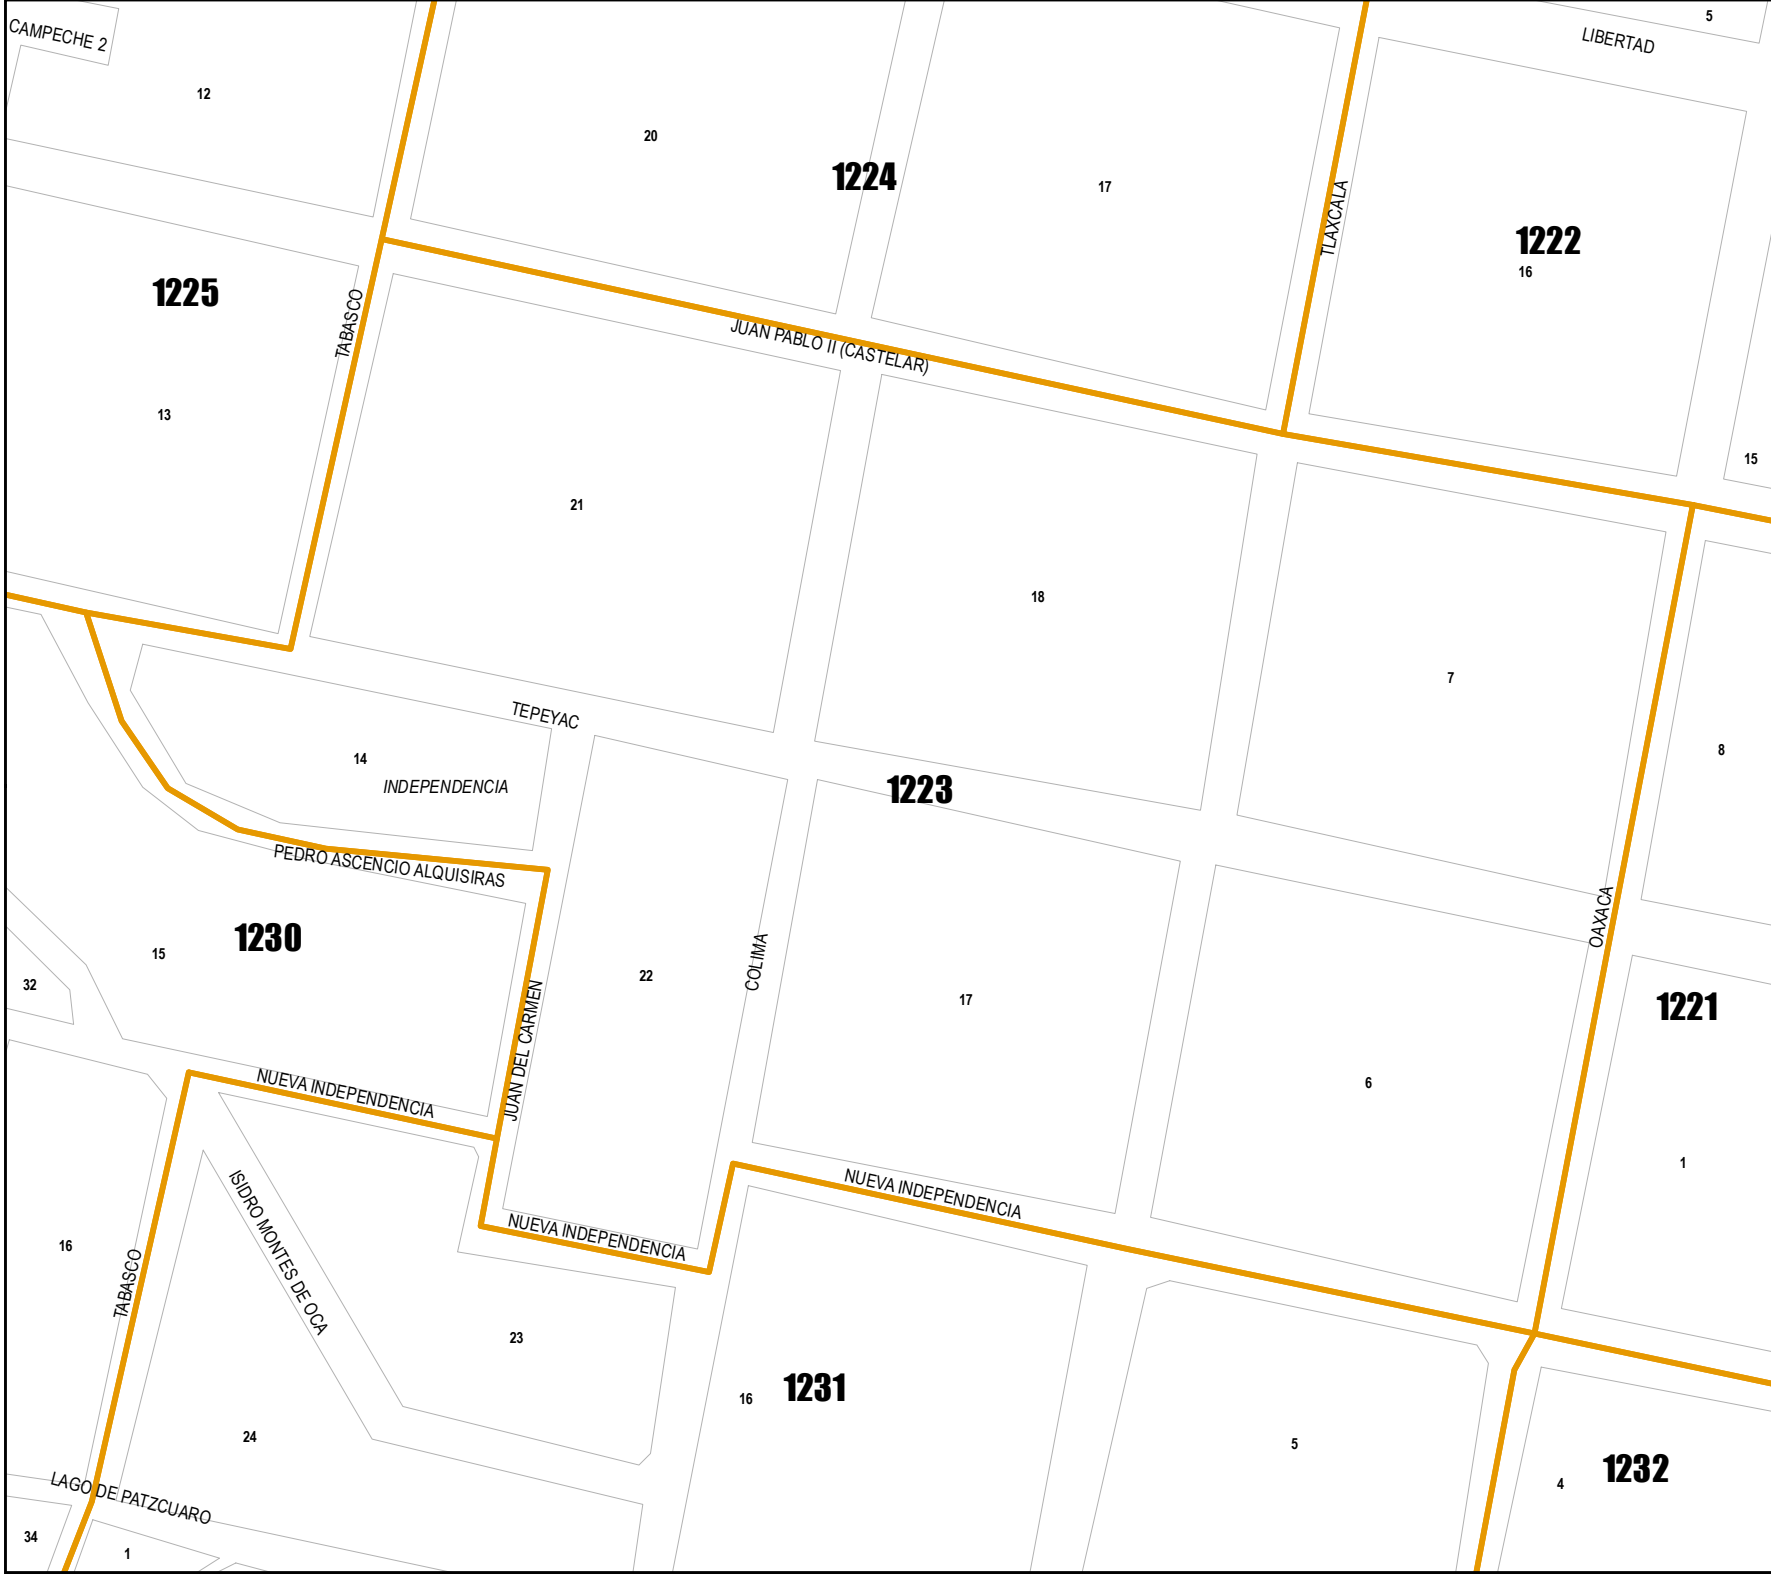 5
CAMPECHE 2
LIBERTAD
12
20
1224
17
TLAXCALA
1222
16
1225
TABASCO
JUAN PABLO II (CASTELAR)
13
15
21
18
7
TEPEYAC
14
INDEPENDENCIA
8
1223
PEDRO ASCENCIO ALQUISIRAS
OAXACA
1230
15
32
22
COLIMA
17
1221
JUAN DEL CARMEN
NUEVA INDEPENDENCIA
6
1
NUEVA INDEPENDENCIA
NUEVA INDEPENDENCIA
ISIDRO MONTES DE OCA
16
TABASCO
23
16
1231
24
5
1232
4
LAGO DE PATZCUARO
34
1